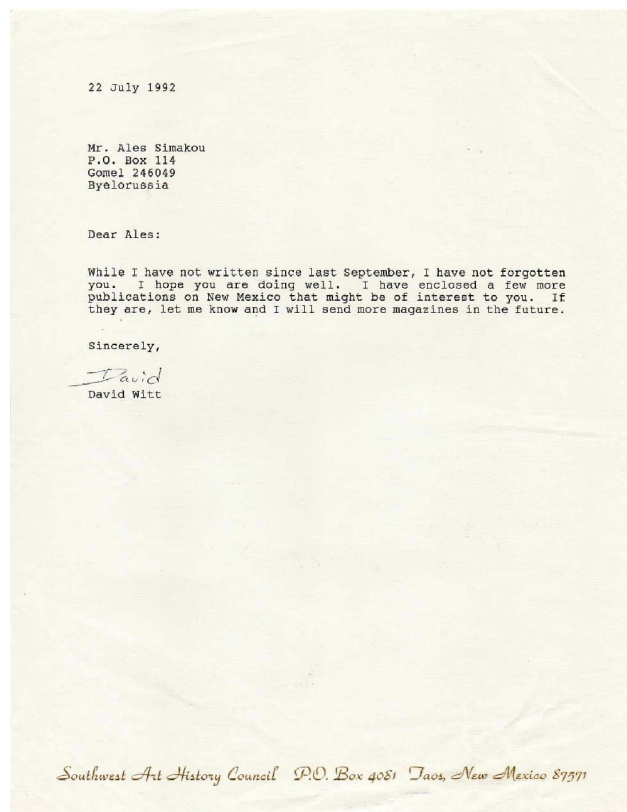 22 July 1992
Mr. Ales Simakou
P.O. Box 114
Gomel 246049
Byelorussia
Dear Ales:
While I have not written since last September, I have not forgotten
you. I hope you are doing well. I have enclosed a few more
publications on New Mexico that might be of interest to you. If
they are, let me know and I will send more magazines in the future.
Sincerely,
David
David Witt
Southwest Art History Council P.O. Box 4081 Taos, New Mexico 87571